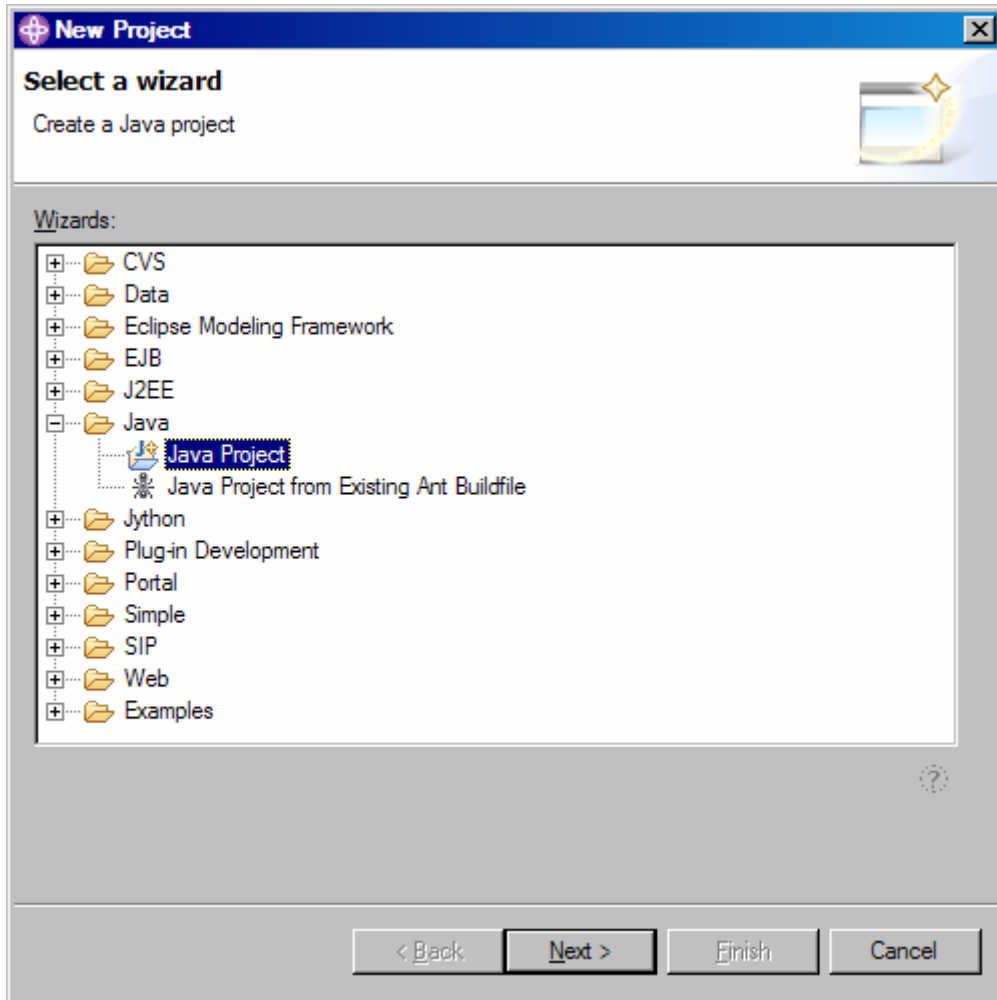 New Project
Select a wizard
Create a Java project
Wizards:
CVS
Data
Eclipse Modeling Framework
EJB
J2EE
Java
Java Project
Java Project from Existing Ant Buildfile
Jython
Plug-in Development
Portal
Simple
SIP
Web
Examples
?
< Back Next > Finish Cancel